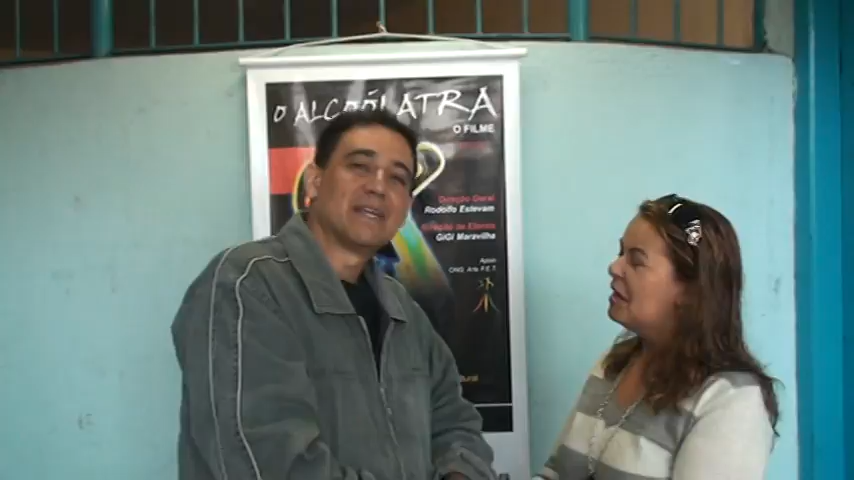 O ALCOÓLATRA
O FILME
Direção Geral
Rodolfo Estevam
Direção de Elenco
GiGi Maravilha
Apoio
ONG Arte F.E.T